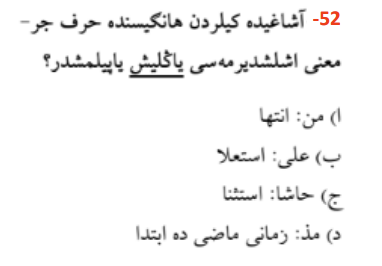 52- آشاغیده کیلردن هانگیسنده حرف جر-
معنی اشلشدیرمه‌سی یاڭلیش یاپیلمشدر؟
ا) من: انتها
ب) علی: استعلا
ج) حاشا: استثنا
د) مذ: زمانی ماضی ده ابتدا